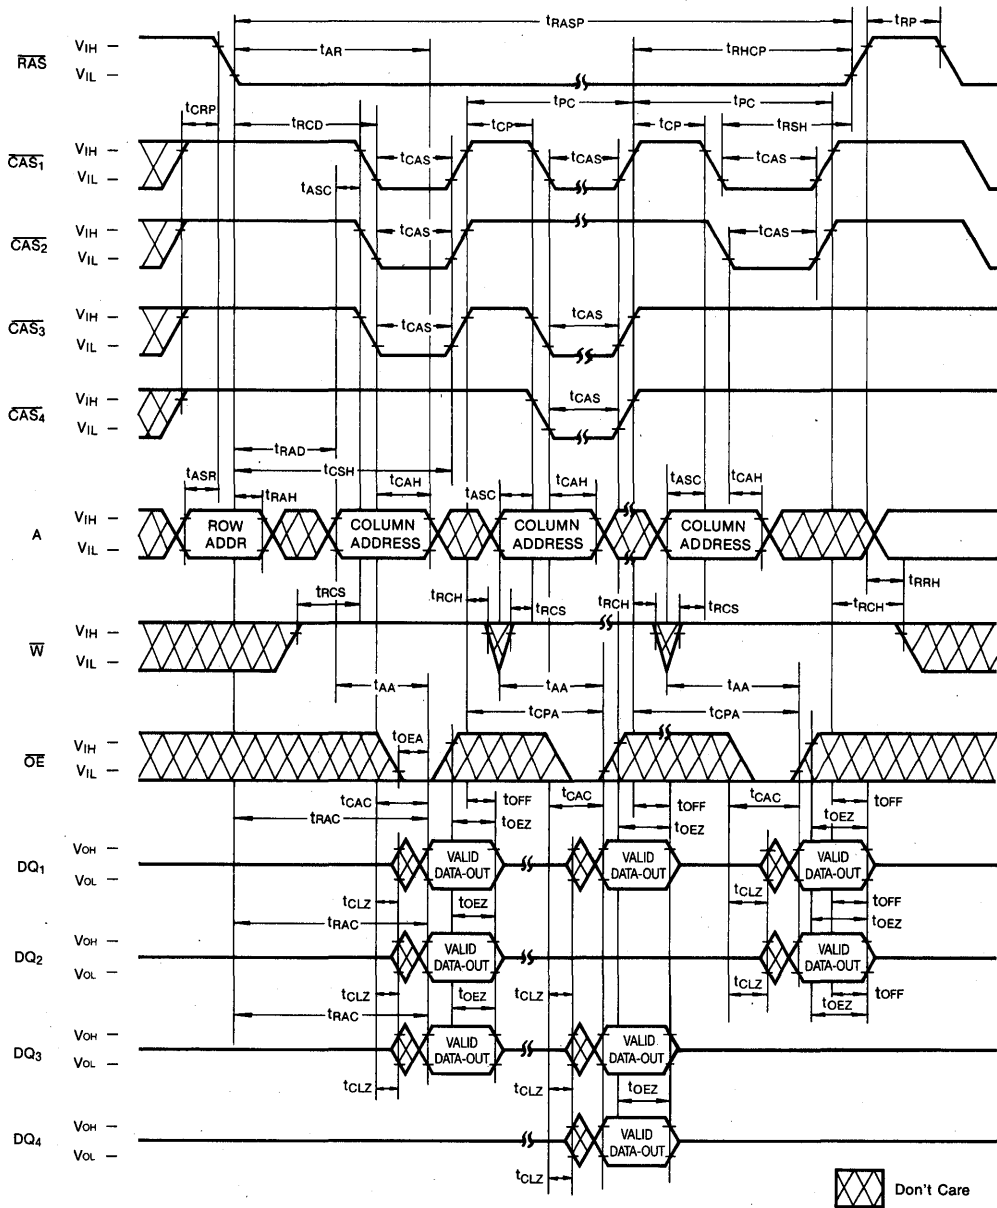 tRASP tRP
tAR tRHCP
RAS VIH
VIL
tCRP tRCD tPC tPC
tCP tCP tRSH
CAS1 VIH
VIL
tCAS tCAS tCAS
tASC
CAS2 VIH
VIL
tCAS tCAS
CAS3 VIH
VIL
tCAS tCAS
CAS4 VIH
VIL
tCAS
tRAD
tCSH
tASR tRAH tCAH tASC tCAH tASC tCAH
A VIH
VIL
ROW ADDR
COLUMN ADDRESS
COLUMN ADDRESS
COLUMN ADDRESS
tRRH
tRCS tRCH tRCS tRCH tRCS tRCH
W VIH
VIL
tAA tAA tAA
tCPA tCPA
tOEA
OE VIH
VIL
tCAC tOFF tCAC tOFF tCAC tOFF
tRAC tOEZ tOEZ tOEZ
DQ1 VOH
VOL
VALID DATA-OUT
VALID DATA-OUT
VALID DATA-OUT
tCLZ tOEZ tCLZ tOFF
tRAC tOEZ
DQ2 VOH
VOL
VALID DATA-OUT
VALID DATA-OUT
tCLZ tOEZ tCLZ tCLZ tOFF
tRAC tOEZ
DQ3 VOH
VOL
VALID DATA-OUT
VALID DATA-OUT
tCLZ tCLZ tOEZ
DQ4 VOH
VOL
VALID DATA-OUT
tCLZ
Don't Care